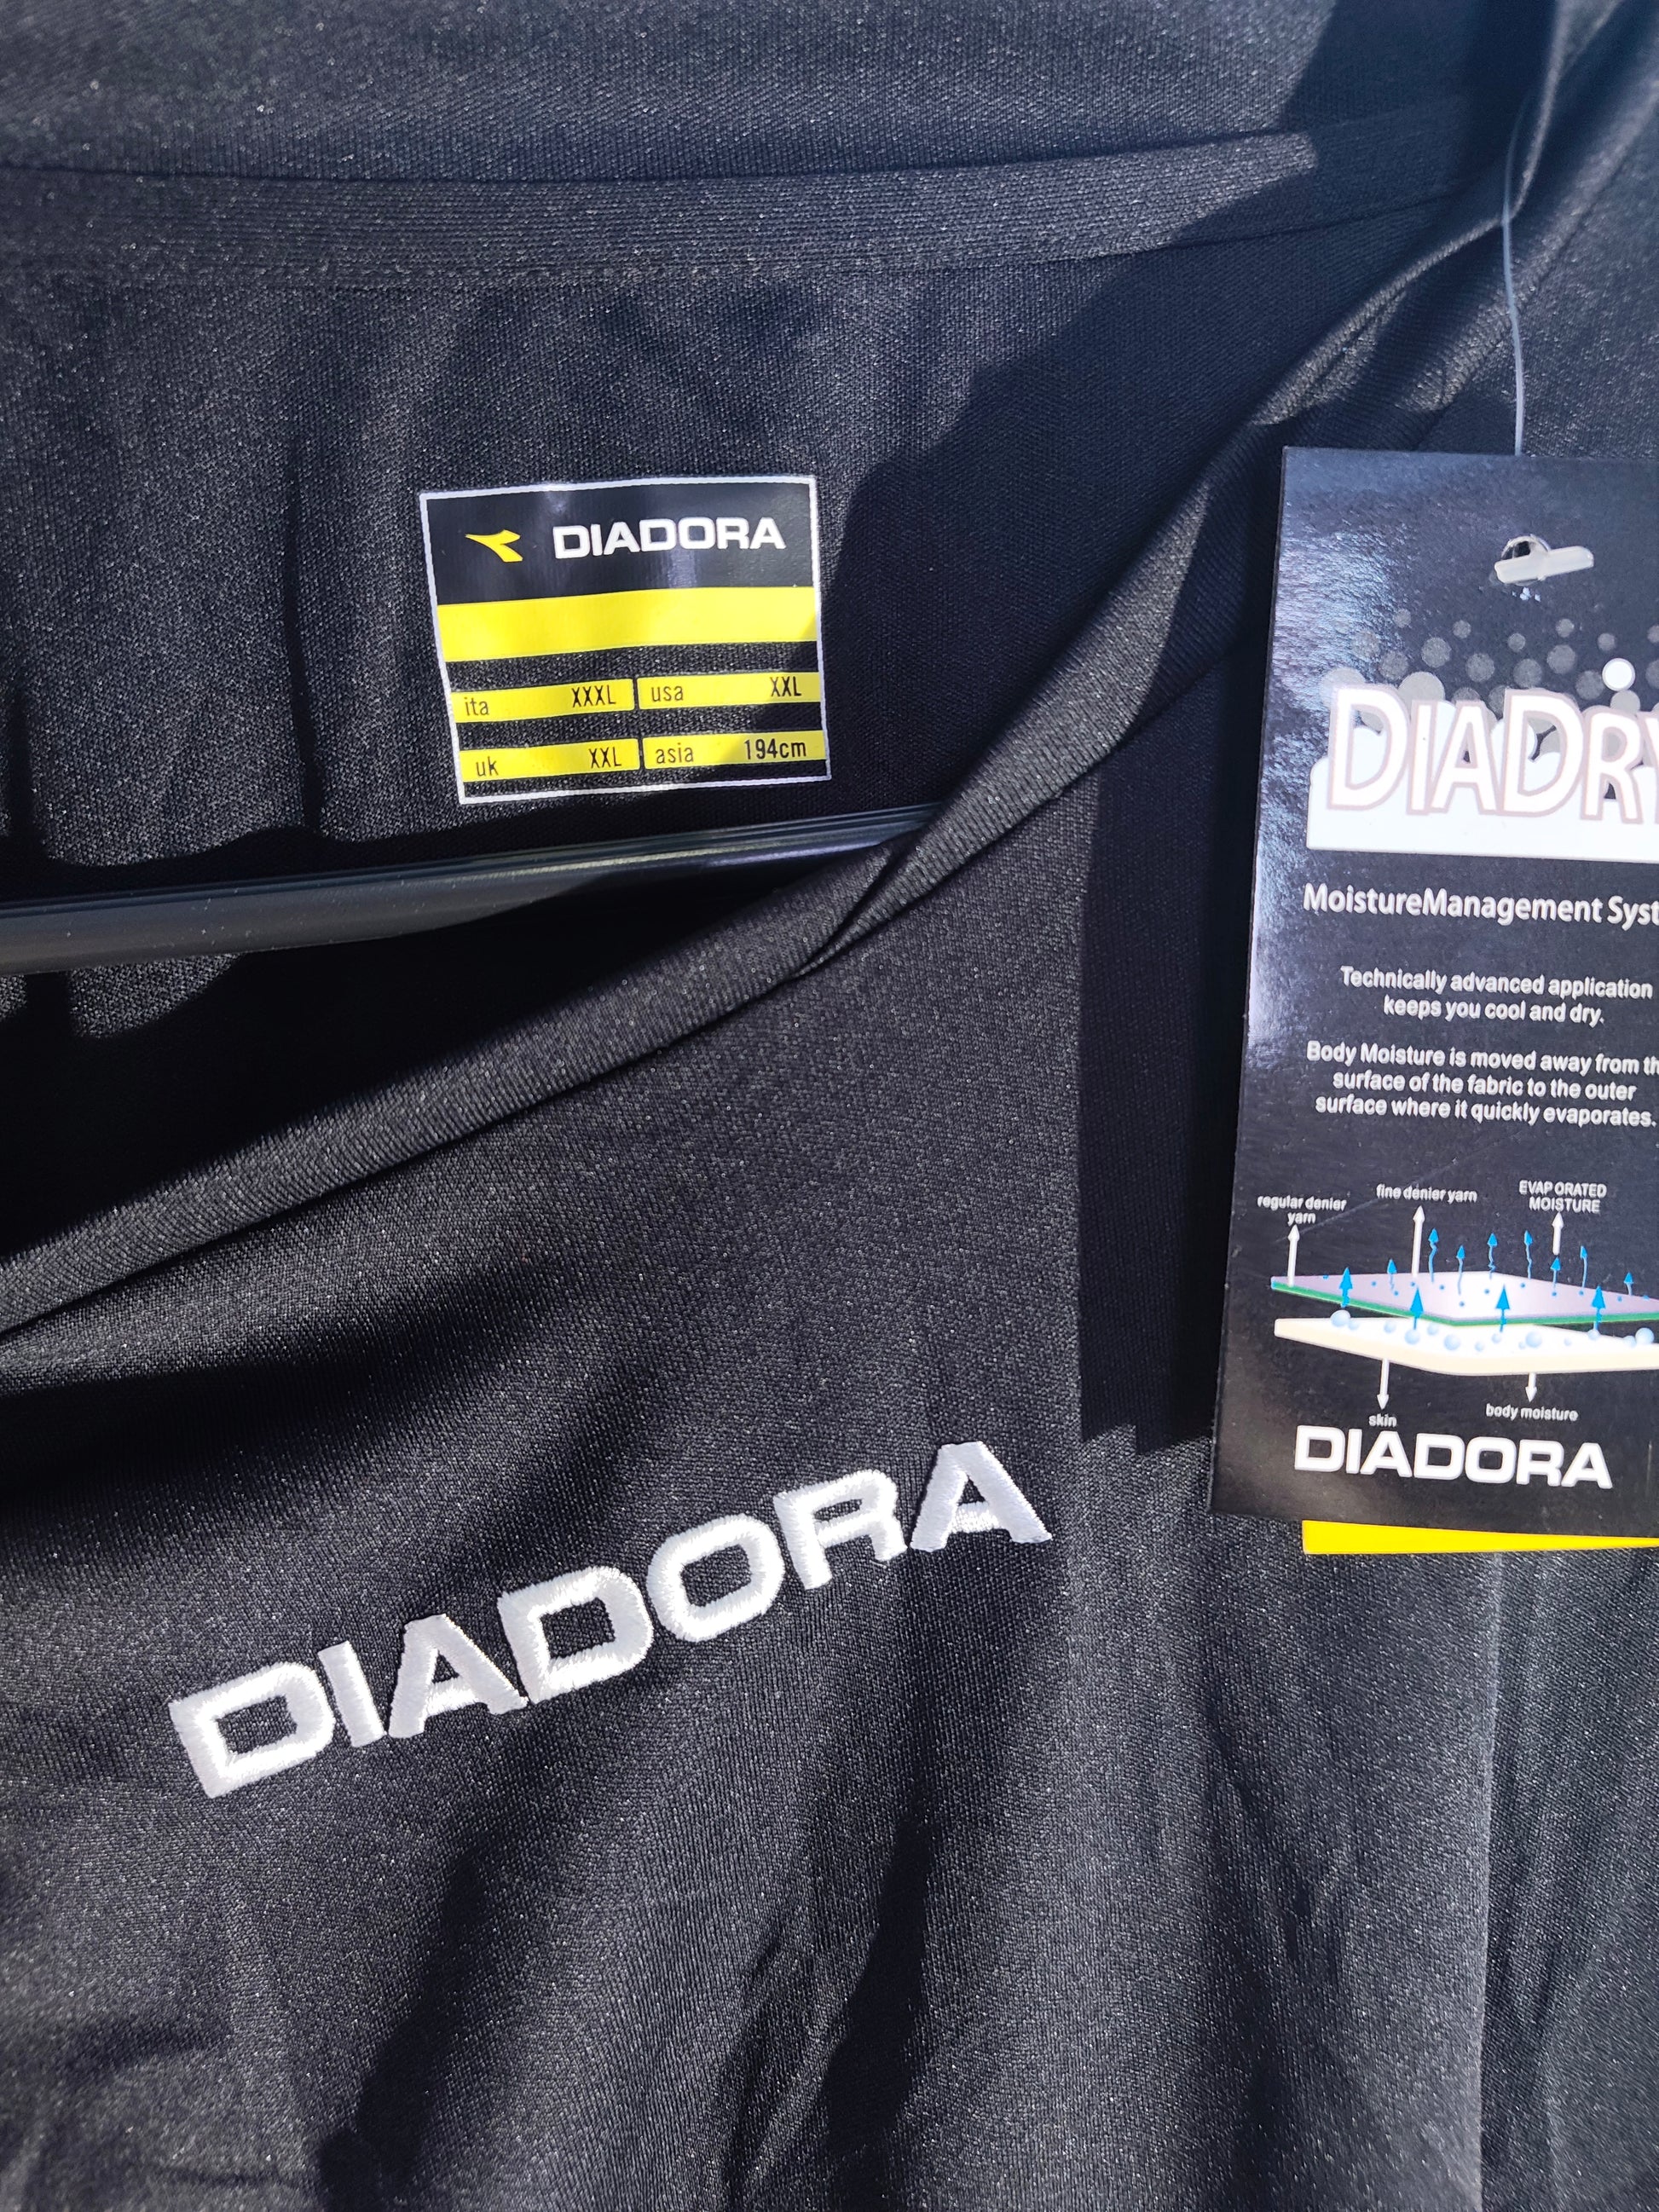 DIADORA
ita XXXL usa XXL
uk XXL asia 194cm
DIADRY
MoistureManagement Syst
Technically advanced application
keeps you cool and dry.
Body Moisture is moved away from th
surface of the fabric to the outer
surface where it quickly evaporates.
regular denier
yarn
fine denier yarn
EVAPORATED
MOISTURE
skin
body moisture
DIADORA
DIADORA